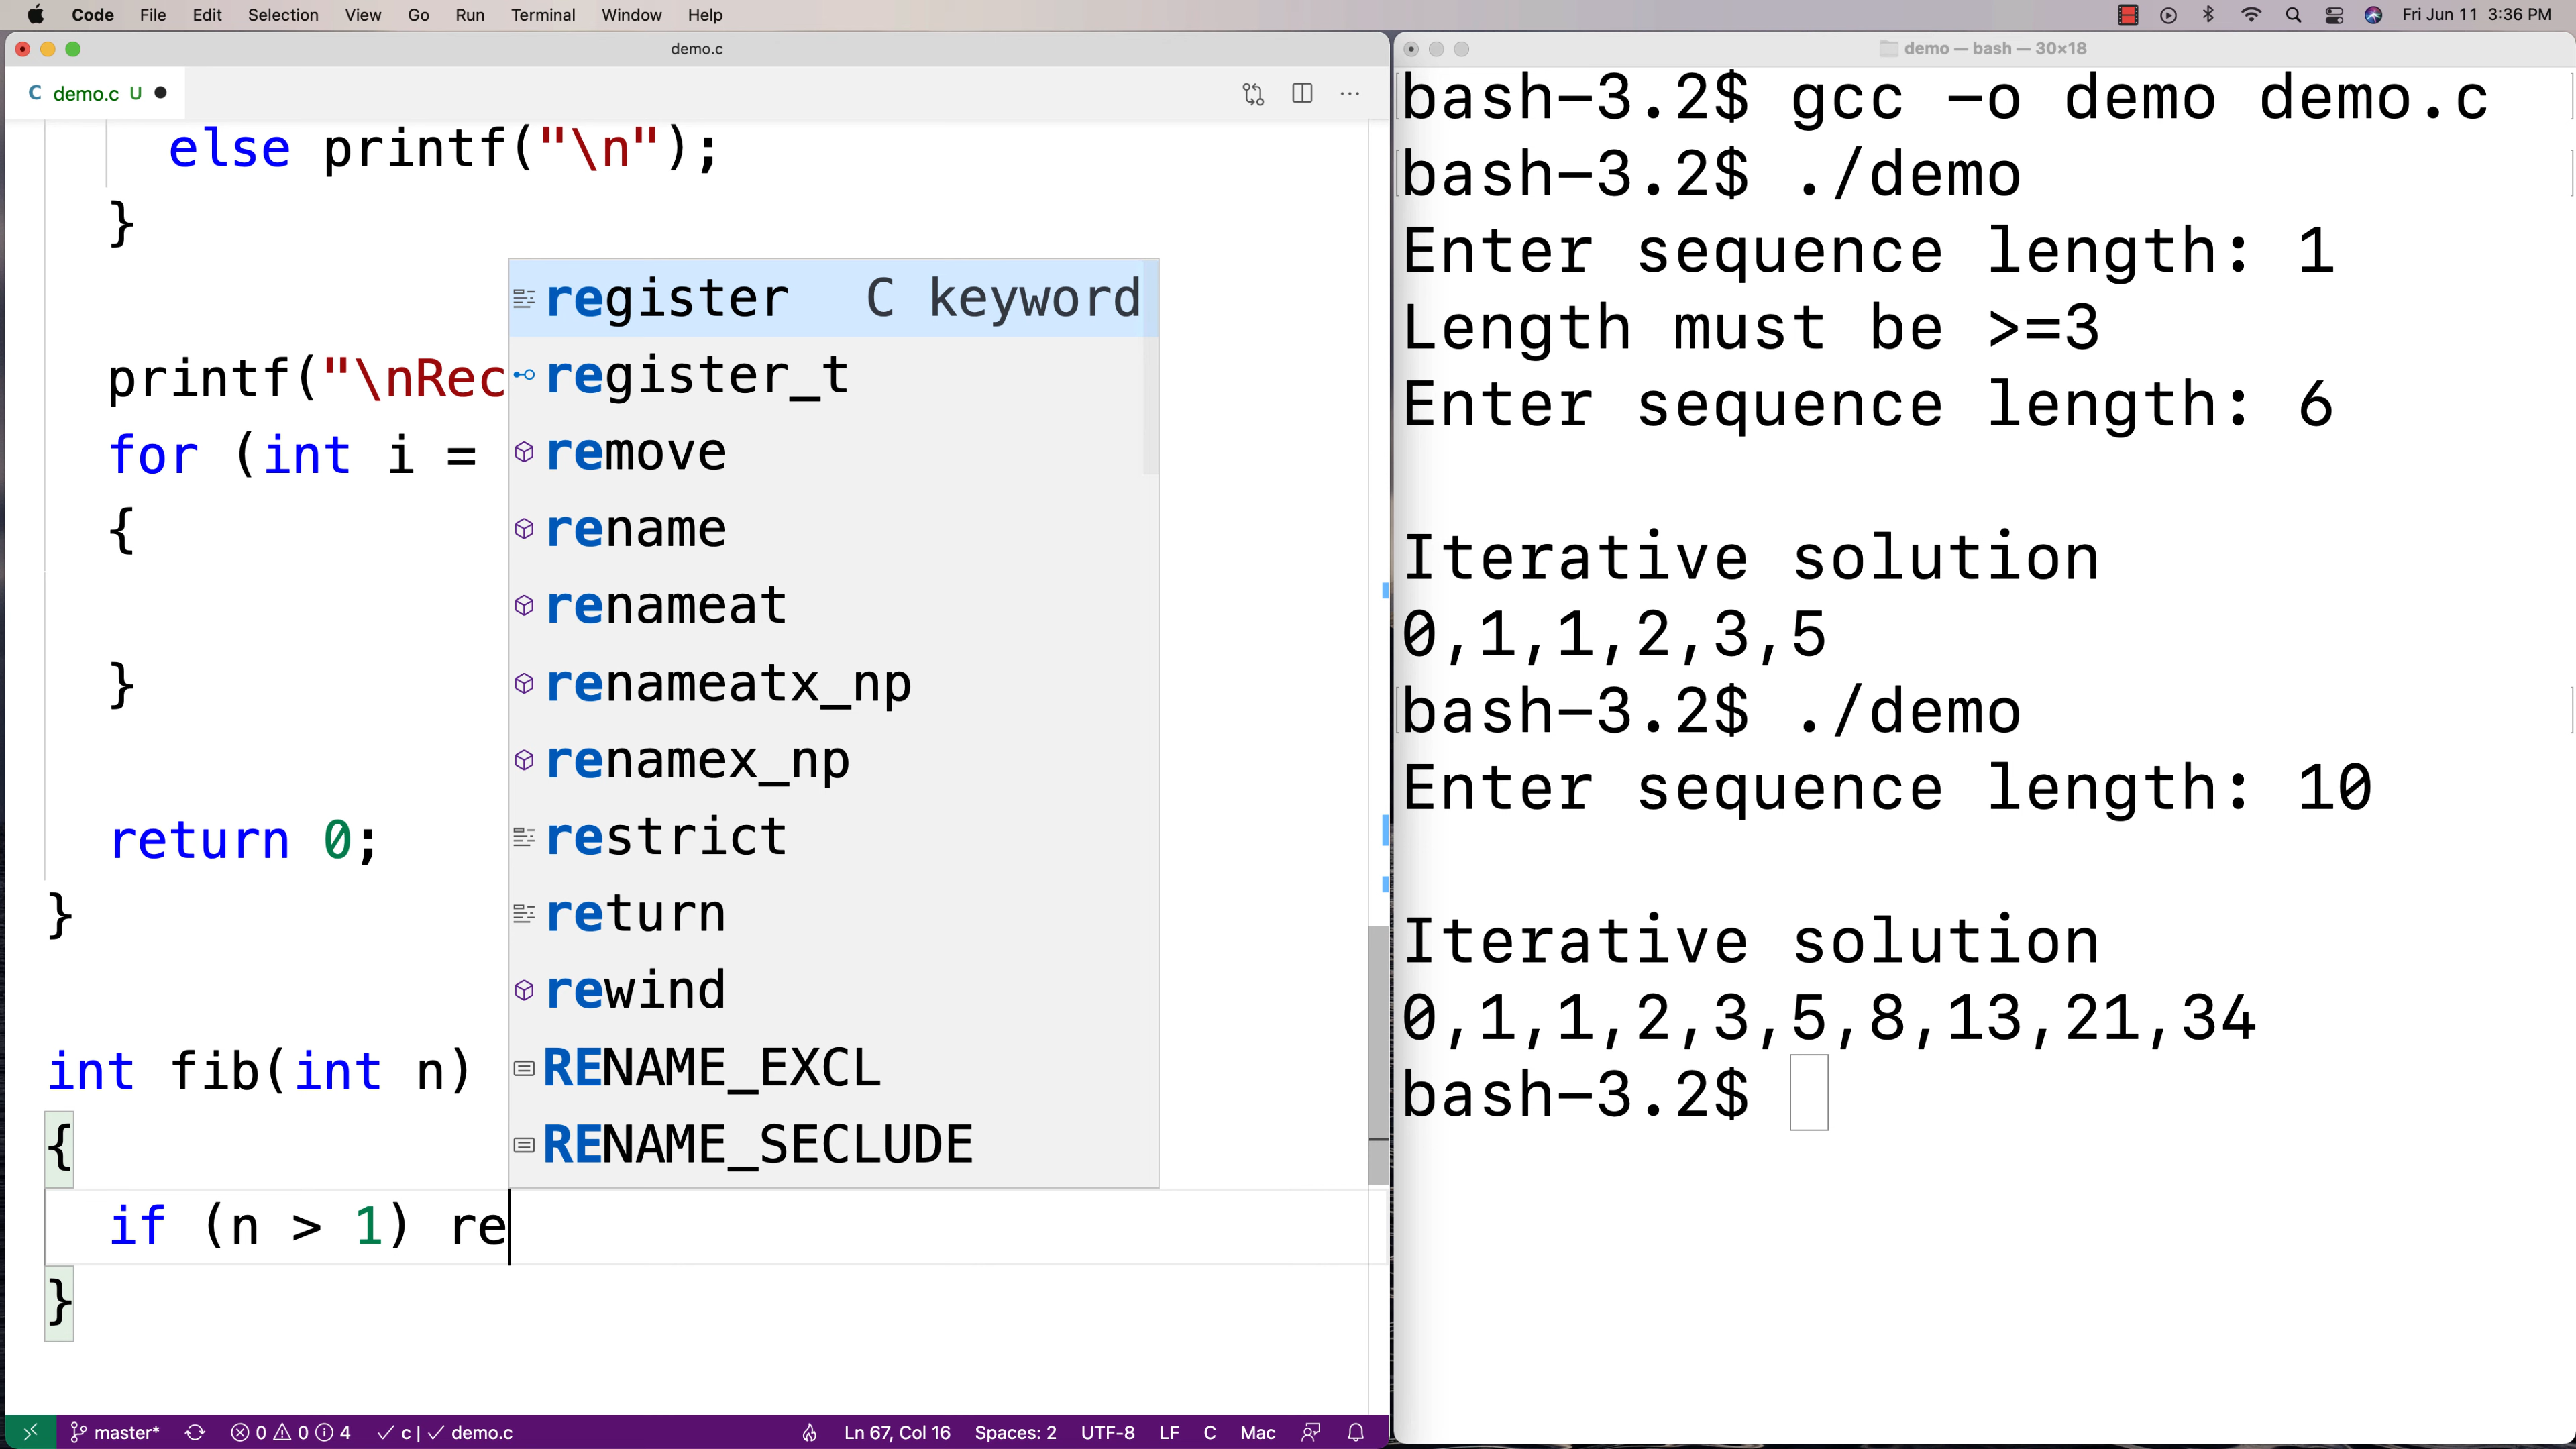 Code File Edit Selection View Go Run Terminal Window Help
Fri Jun 11 3:36 PM
demo.c
C demo.c U
else printf("\n");
}
printf("\nRec
for (int i =
{
}
return 0;
}
int fib(int n)
{
if (n > 1) re
}
register C keyword
register_t
remove
rename
renameat
renameatx_np
renamex_np
restrict
return
rewind
RENAME_EXCL
RENAME_SECLUDE
master* 0 0 4 c | demo.c Ln 67, Col 16 Spaces: 2 UTF-8 LF C Mac
demo — bash — 30×18
bash-3.2$ gcc -o demo demo.c
bash-3.2$ ./demo
Enter sequence length: 1
Length must be >=3
Enter sequence length: 6
Iterative solution
0,1,1,2,3,5
bash-3.2$ ./demo
Enter sequence length: 10
Iterative solution
0,1,1,2,3,5,8,13,21,34
bash-3.2$